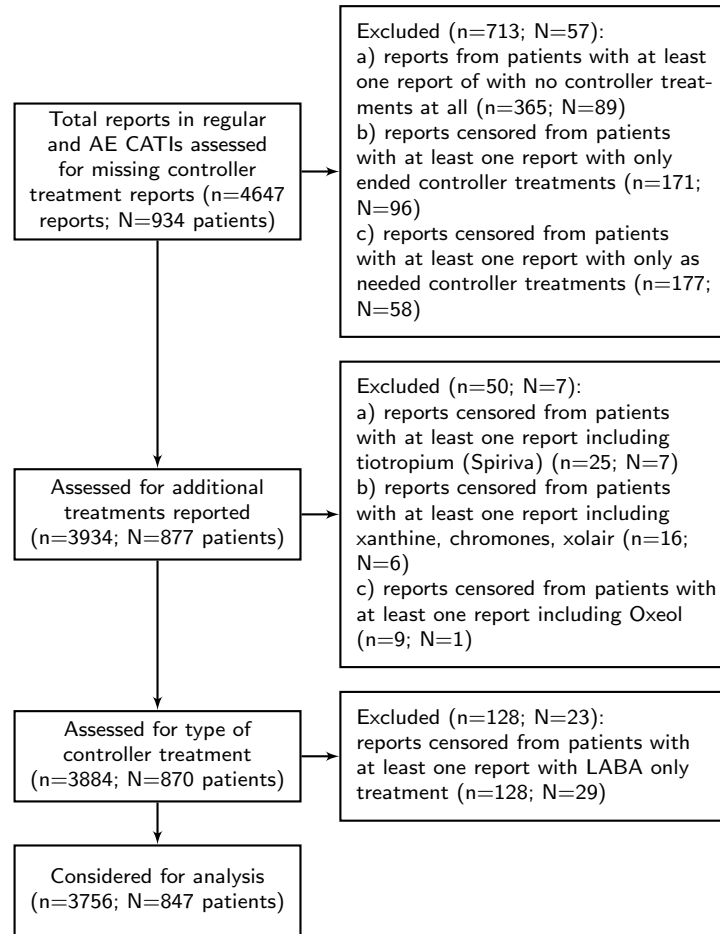 Total reports in regular
and AE CATIs assessed
for missing controller
treatment reports (n=4647
reports; N=934 patients)
Excluded (n=713; N=57):
a) reports from patients with at least
one report of with no controller treat-
ments at all (n=365; N=89)
b) reports censored from patients
with at least one report with only
ended controller treatments (n=171;
N=96)
c) reports censored from patients
with at least one report with only as
needed controller treatments (n=177;
N=58)
Assessed for additional
treatments reported
(n=3934; N=877 patients)
Excluded (n=50; N=7):
a) reports censored from patients
with at least one report including
tiotropium (Spiriva) (n=25; N=7)
b) reports censored from patients
with at least one report including
xanthine, chromones, xolair (n=16;
N=6)
c) reports censored from patients with
at least one report including Oxeol
(n=9; N=1)
Assessed for type of
controller treatment
(n=3884; N=870 patients)
Excluded (n=128; N=23):
reports censored from patients with
at least one report with LABA only
treatment (n=128; N=29)
Considered for analysis
(n=3756; N=847 patients)